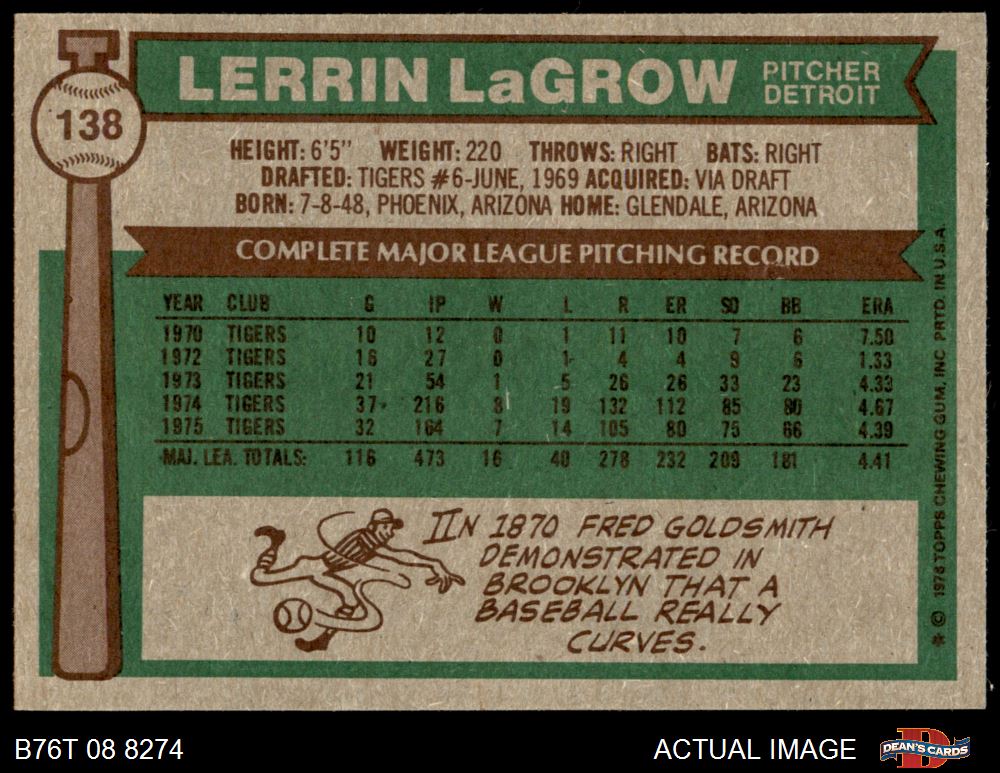 138
LERRIN LaGROW
PITCHER
DETROIT
HEIGHT: 6'5" WEIGHT: 220 THROWS: RIGHT BATS: RIGHT
DRAFTED: TIGERS #6-JUNE, 1969 ACQUIRED: VIA DRAFT
BORN: 7-8-48, PHOENIX, ARIZONA HOME: GLENDALE, ARIZONA
COMPLETE MAJOR LEAGUE PITCHING RECORD
YEAR CLUB G IP W L R ER SO BB ERA
1970 TIGERS 10 12 0 1 11 10 7 6 7.50
1972 TIGERS 16 27 0 1 4 4 9 6 1.33
1973 TIGERS 21 54 1 5 26 26 33 23 4.33
1974 TIGERS 37 216 8 19 132 112 85 80 4.67
1975 TIGERS 32 164 7 14 105 80 75 66 4.39
MAJ. LEA. TOTALS: 116 473 16 40 278 232 209 181 4.41
IN 1870 FRED GOLDSMITH
DEMONSTRATED IN
BROOKLYN THAT A
BASEBALL REALLY
CURVES.
* © 1976 TOPPS CHEWING GUM, INC PRTD. IN U.S.A.
B76T 08 8274
ACTUAL IMAGE
D
DEAN'S CARDS